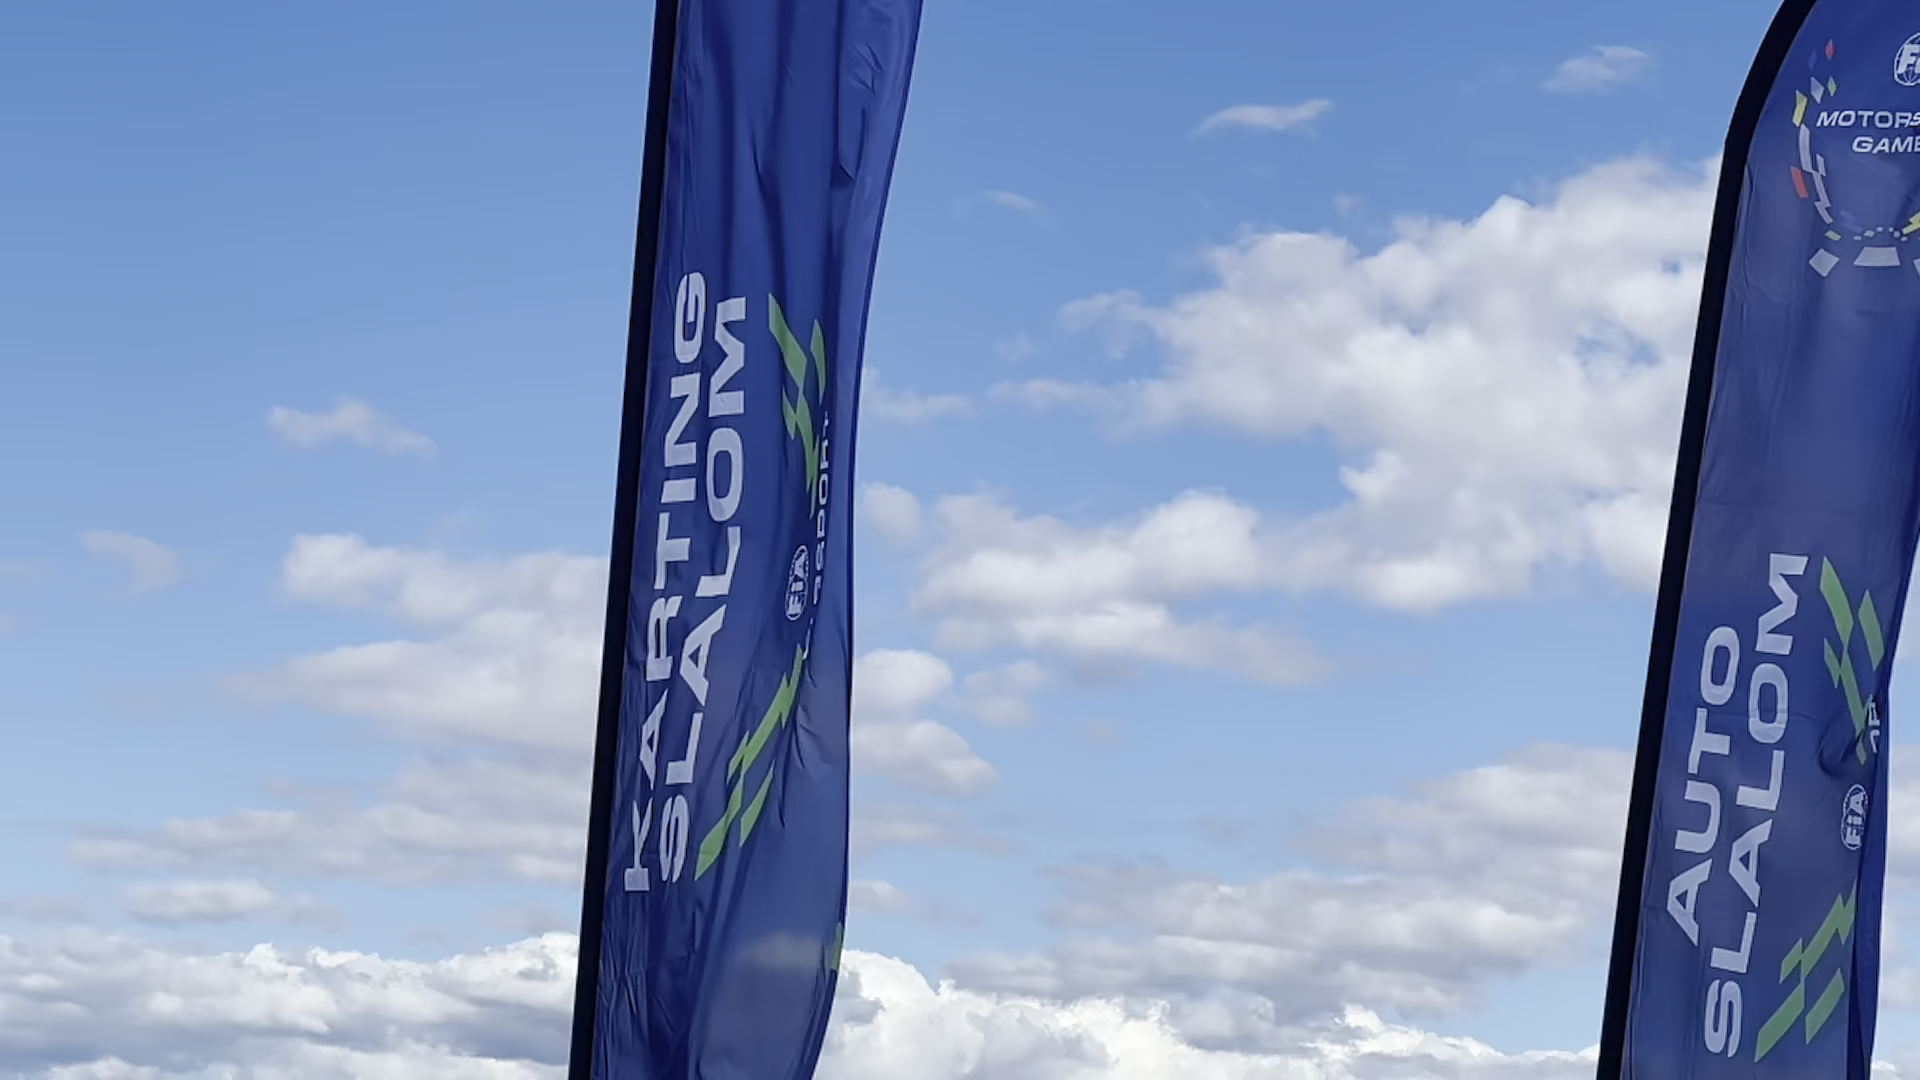 KARTING
SLALOM
FIA
MOTORS
GAME
AUTO
SLALOM
FIA